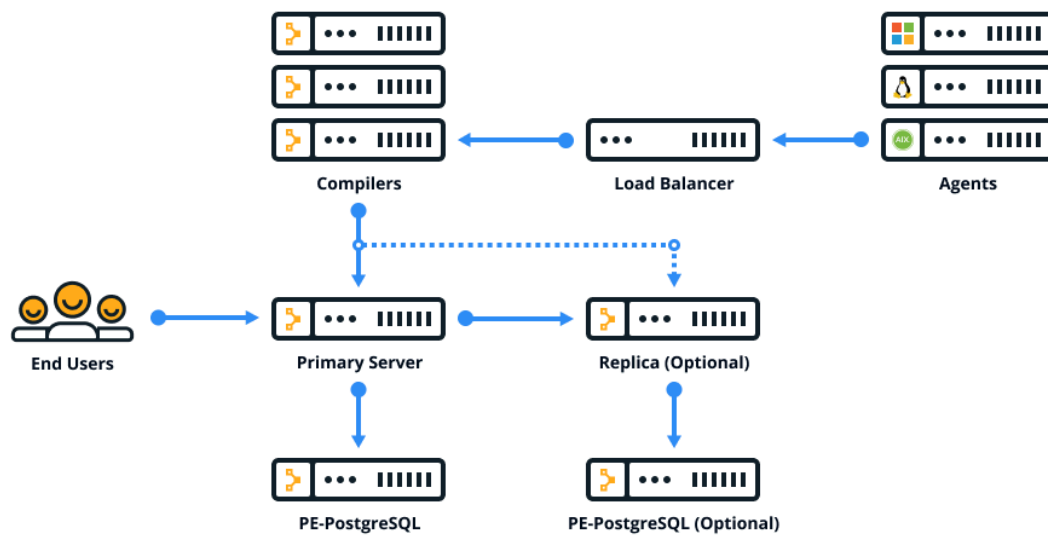 AIX
Compilers
Load Balancer
Agents
End Users
Primary Server
Replica (Optional)
PE-PostgreSQL
PE-PostgreSQL (Optional)